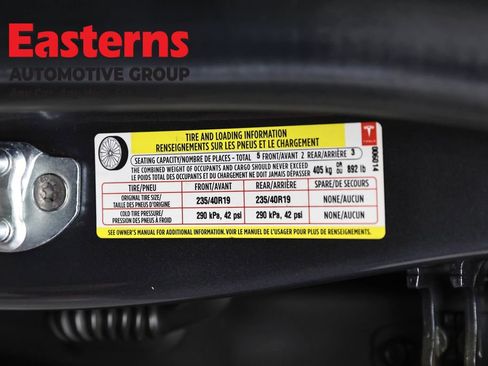 Easterns
AUTOMOTIVE GROUP
TIRE AND LOADING INFORMATION
RENSEIGNEMENTS SUR LES PNEUS ET LE CHARGEMENT
SEATING CAPACITY/NOMBRE DE PLACES - TOTAL 5 FRONT/AVANT 2 REAR/ARRIÈRE 3
THE COMBINED WEIGHT OF OCCUPANTS AND CARGO SHOULD NEVER EXCEED
LE POIDS TOTAL DES OCCUPANTS ET DU CHARGEMENT NE DOIT JAMAIS DÉPASSER 405 kg OR OU 892 lb
TESLA
006014
TIRE/PNEU FRONT/AVANT REAR/ARRIÈRE SPARE/DE SECOURS
ORIGINAL TIRE SIZE/
TAILLE DES PNEUS D'ORIGINE 235/40R19 235/40R19 NONE/AUCUN
COLD TIRE PRESSURE/
PRESSION DES PNEUS À FROID 290 kPa, 42 psi 290 kPa, 42 psi NONE/AUCUN
SEE OWNER'S MANUAL FOR ADDITIONAL INFORMATION. VOIR LE MANUEL DE L'USAGER POUR PLUS DE RENSEIGNEMENTS.